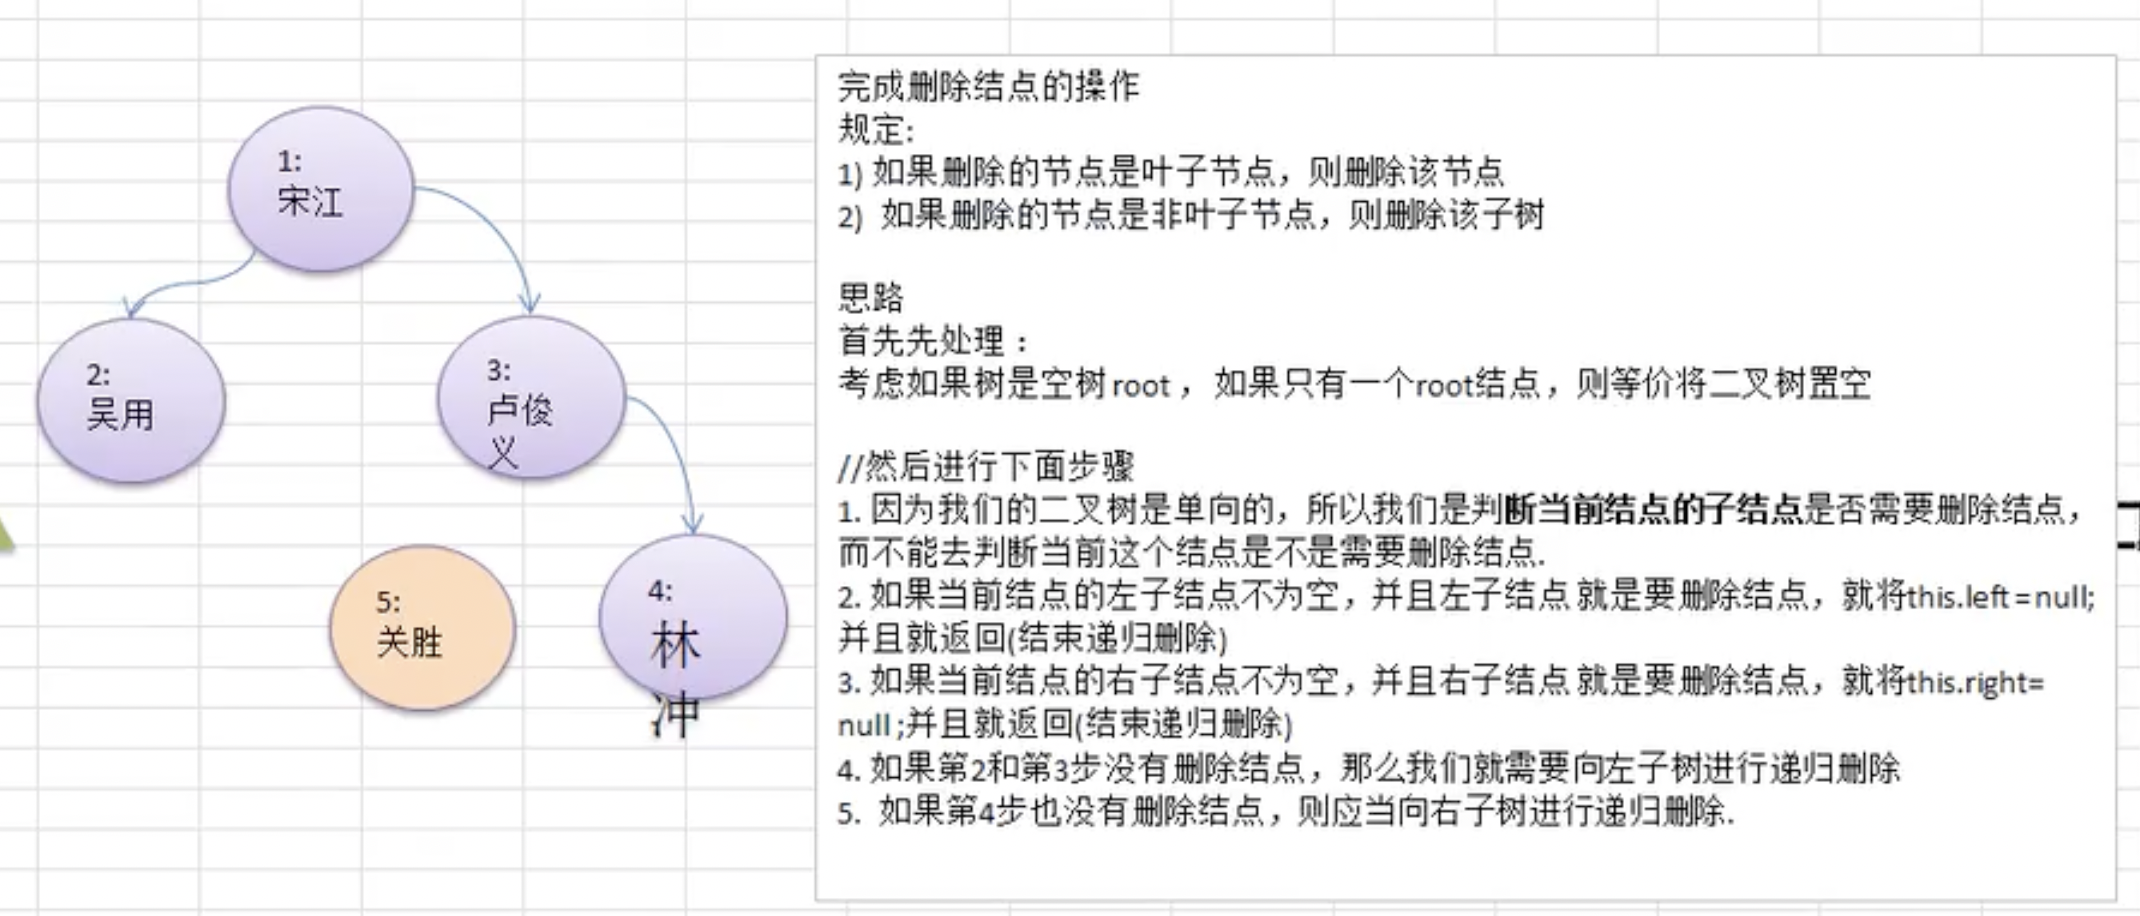 1:
宋江
2:
吴用
3:
卢俊
义
5:
关胜
4:
林
冲
完成删除结点的操作
规定:
1) 如果删除的节点是叶子节点，则删除该节点
2) 如果删除的节点是非叶子节点，则删除该子树
思路
首先先处理：
考虑如果树是空树root，如果只有一个root结点，则等价将二叉树置空
//然后进行下面步骤
1. 因为我们的二叉树是单向的，所以我们是判断当前结点的子结点是否需要删除结点，
而不能去判断当前这个结点是不是需要删除结点.
2. 如果当前结点的左子结点不为空，并且左子结点 就是要删除结点，就将this.left=null;
并且就返回(结束递归删除)
3. 如果当前结点的右子结点不为空，并且右子结点 就是要删除结点，就将this.right=
null ;并且就返回(结束递归删除)
4. 如果第2和第3步没有删除结点，那么我们就需要向左子树进行递归删除
5. 如果第4步也没有删除结点，则应当向右子树进行递归删除.